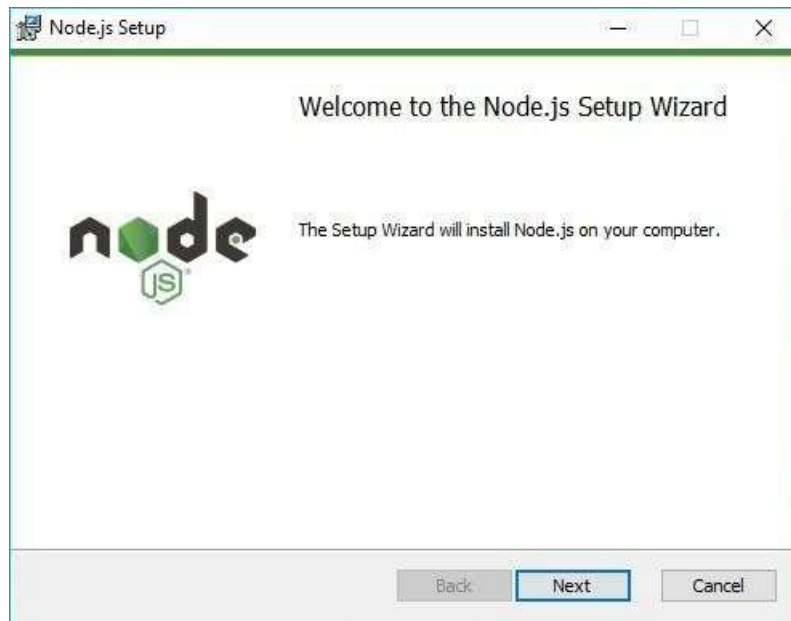 Node.js Setup
Welcome to the Node.js Setup Wizard
node
JS
The Setup Wizard will install Node.js on your computer.
Back Next Cancel